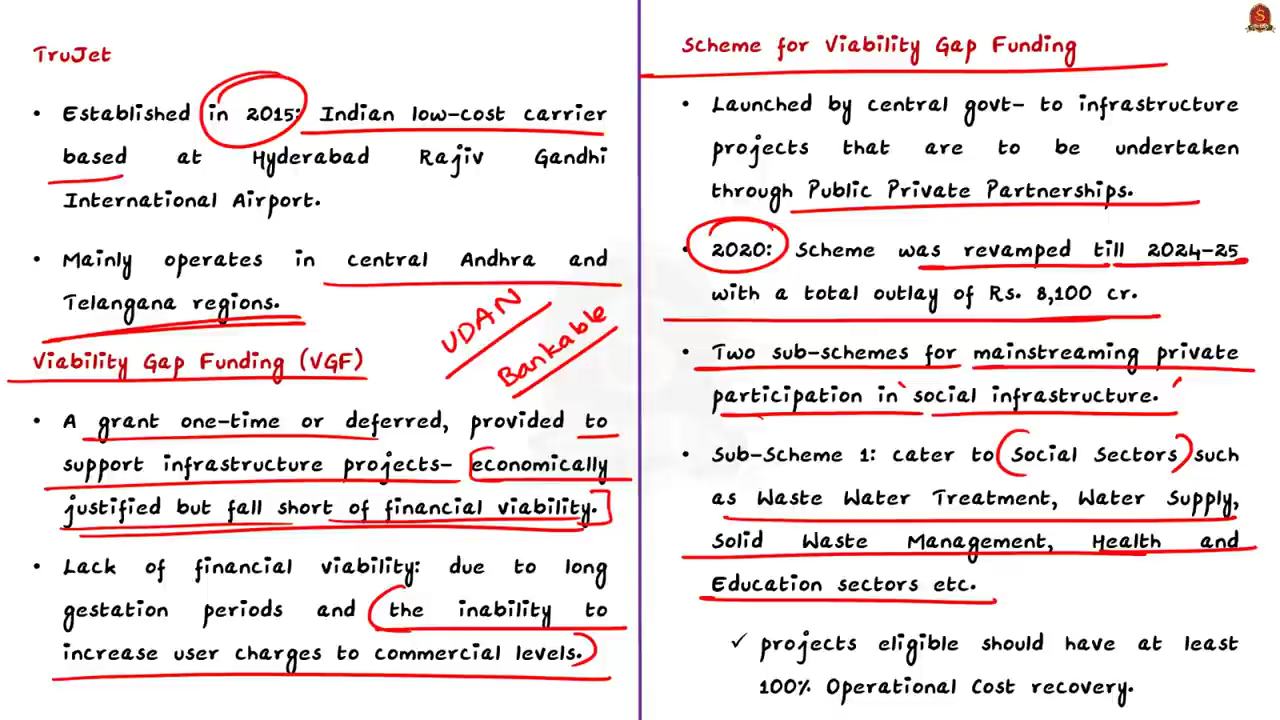 TruJet
• Established in 2015: Indian low-cost carrier
based at Hyderabad Rajiv Gandhi
International Airport.
• Mainly operates in central Andhra and
Telangana regions.
UDAN
Bankable
Viability Gap Funding (VGF)
• A grant one-time or deferred, provided to
support infrastructure projects- economically
justified but fall short of financial viability.
• Lack of financial viability: due to long
gestation periods and the inability to
increase user charges to commercial levels.
Scheme for Viability Gap Funding
• Launched by central govt- to infrastructure
projects that are to be undertaken
through Public Private Partnerships.
• 2020: Scheme was revamped till 2024-25
with a total outlay of Rs. 8,100 cr.
• Two sub-schemes for mainstreaming private
participation in social infrastructure.
• Sub-Scheme 1: cater to Social Sectors such
as Waste Water Treatment, Water Supply,
Solid Waste Management, Health and
Education sectors etc.
✓ projects eligible should have at least
100% Operational Cost recovery.